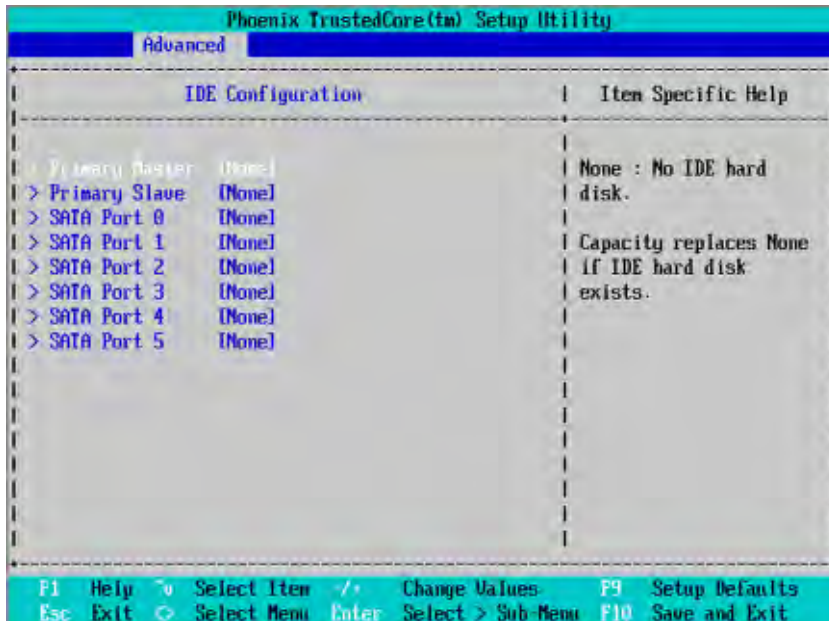 Phoenix TrustedCore(tm) Setup Utility
Advanced
IDE Configuration
Item Specific Help
> Primary Master [None]
> Primary Slave [None]
> SATA Port 0 [None]
> SATA Port 1 [None]
> SATA Port 2 [None]
> SATA Port 3 [None]
> SATA Port 4 [None]
> SATA Port 5 [None]
None : No IDE hard
disk.
Capacity replaces None
if IDE hard disk
exists.
F1 Help ^v Select Item -/+ Change Values F9 Setup Defaults
Esc Exit <> Select Menu Enter Select > Sub-Menu F10 Save and Exit